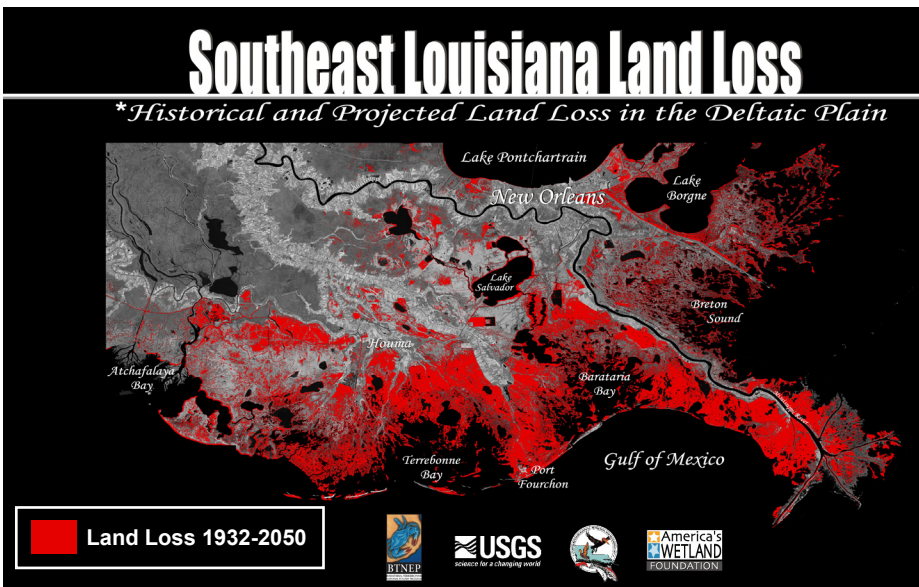 Southeast Louisiana Land Loss
*Historical and Projected Land Loss in the Deltaic Plain
Lake Pontchartrain
New Orleans
Lake
Borgne
Lake
Salvador
Breton
Sound
Houma
Atchafalaya
Bay
Barataria
Bay
Mississippi River
Terrebonne
Bay
Port
Fourchon
Gulf of Mexico
Land Loss 1932-2050
BTNEP
USGS
science for a changing world
America's
WETLAND
FOUNDATION